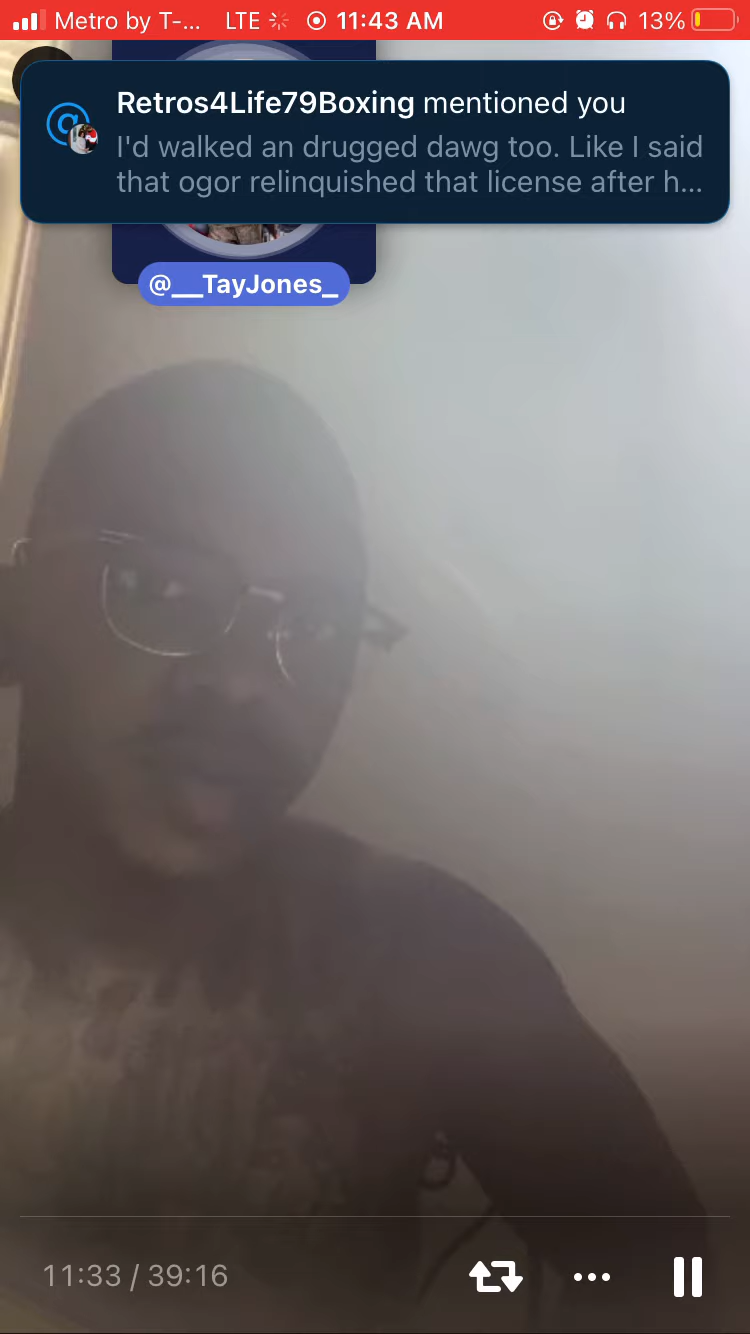 Metro by T-... LTE 11:43 AM 13%
Retros4Life79Boxing mentioned you
I'd walked an drugged dawg too. Like I said
that ogor relinquished that license after h...
@__TayJones_
11:33 / 39:16